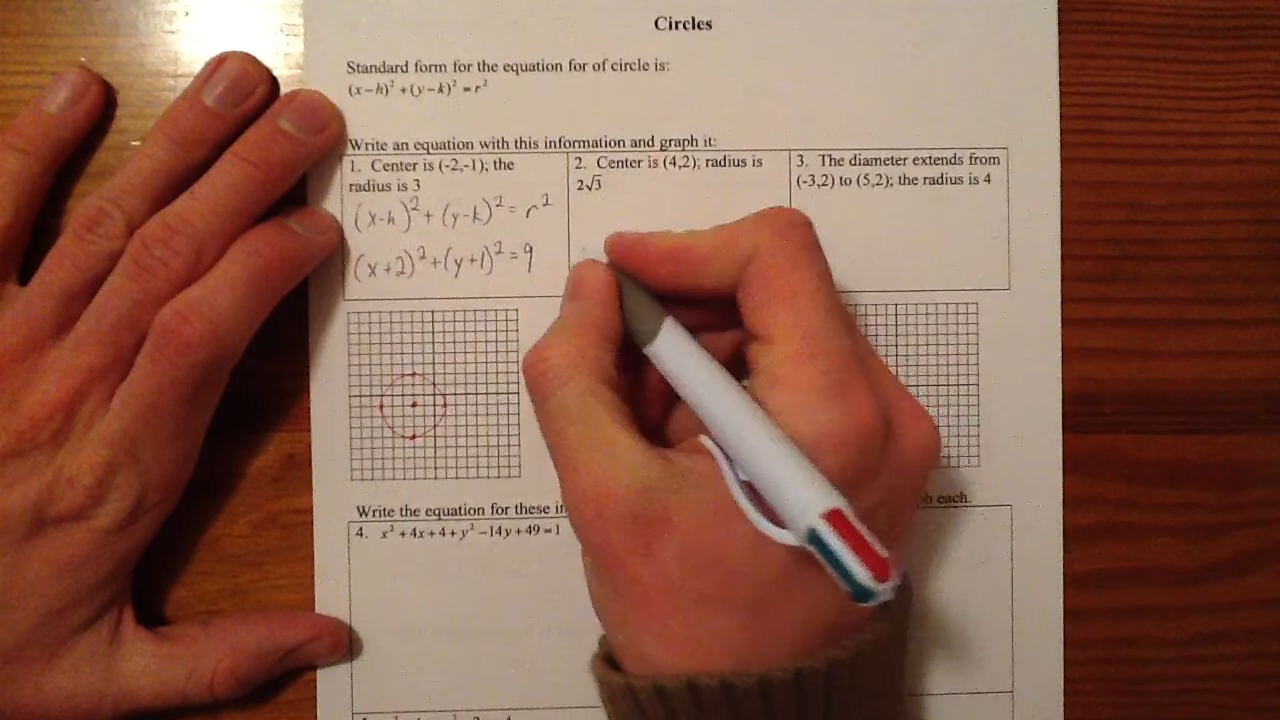 Circles
Standard form for the equation for of circle is:
(x-h)² + (y-k)² = r²
Write an equation with this information and graph it:
1. Center is (-2,-1); the
radius is 3
(x-h)² + (y-k)² = r²
(x+2)² + (y+1)² = 9
2. Center is (4,2); radius is
2√3
3. The diameter extends from
(-3,2) to (5,2); the radius is 4
Write the equation for these
each.
4. x² + 4x + 4 + y² - 14y + 49 = 1